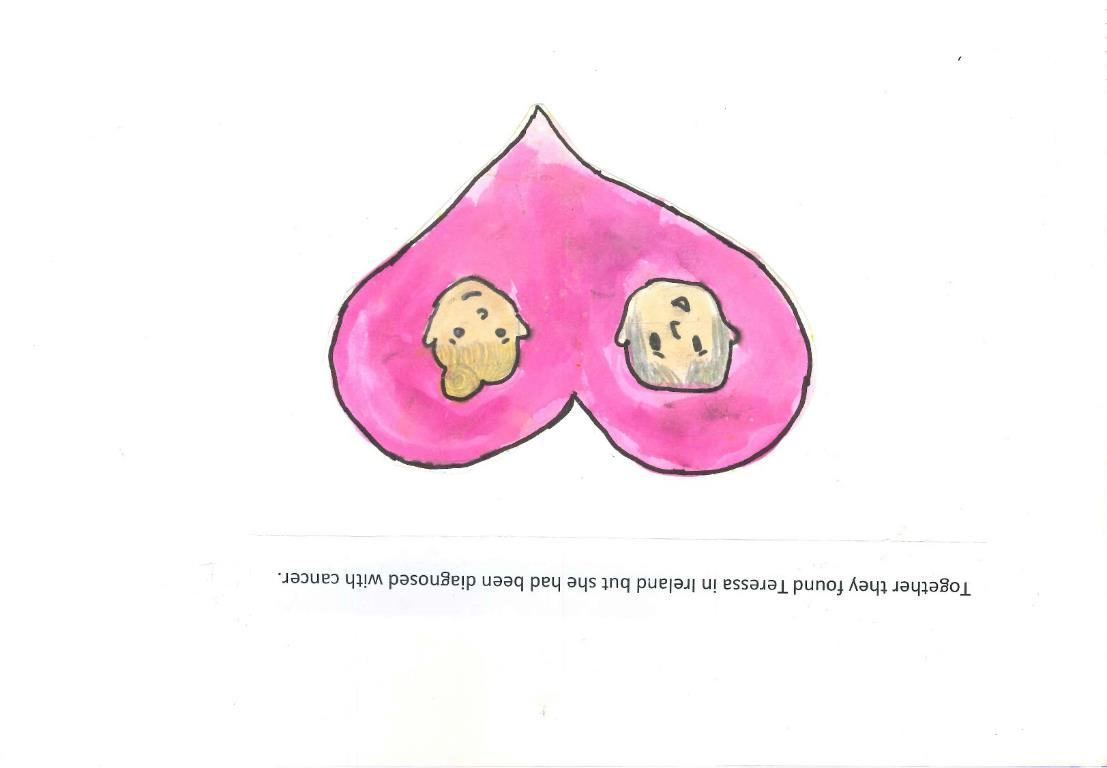 Together they found Teressa in Ireland but she had been diagnosed with cancer.